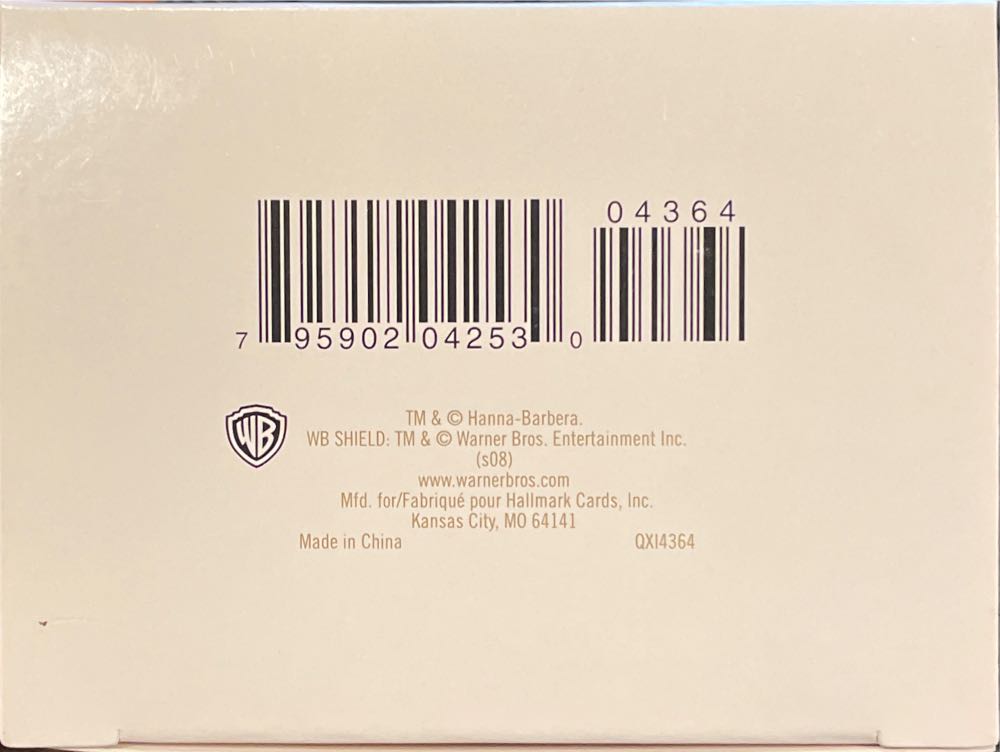 04364
7 95902 04253 0
WB
TM & © Hanna-Barbera.
WB SHIELD: TM & © Warner Bros. Entertainment Inc.
(s08)
www.warnerbros.com
Mfd. for/Fabriqué pour Hallmark Cards, Inc.
Kansas City, MO 64141
Made in China QXI4364